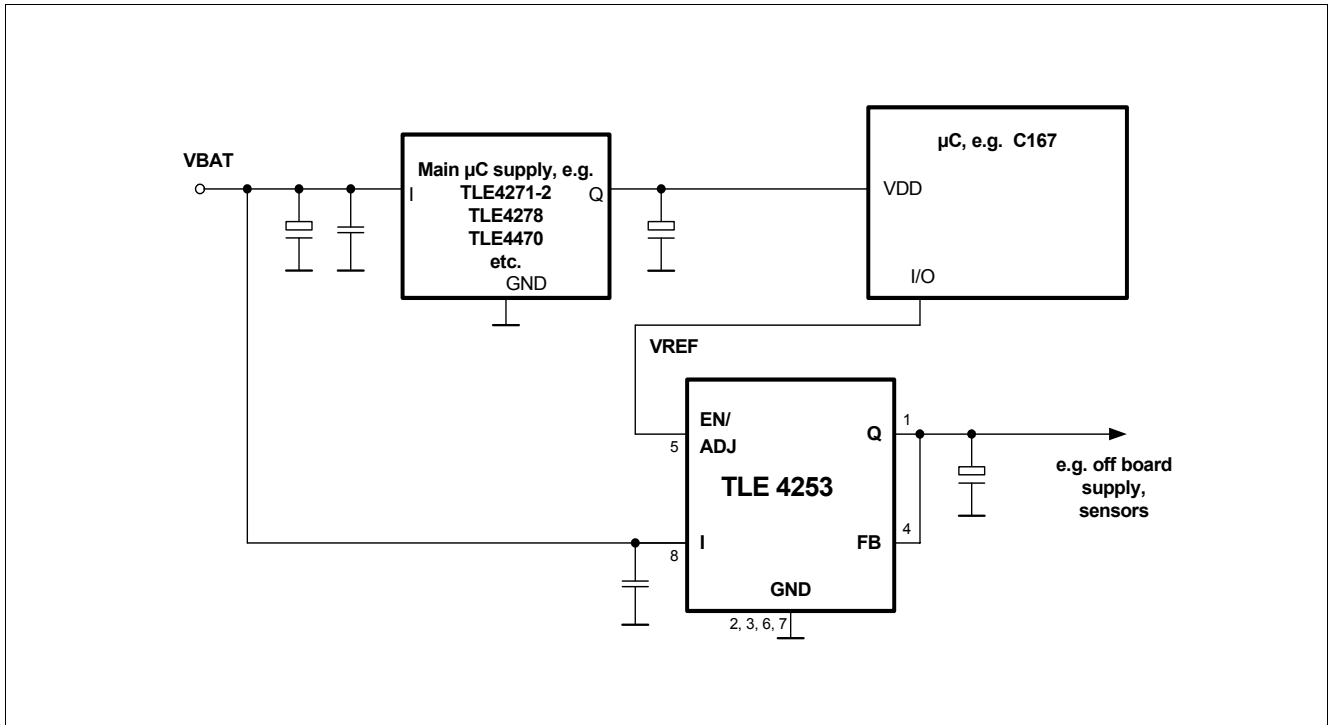 VBAT
Main µC supply, e.g.
TLE4271-2
TLE4278
TLE4470
etc.
I
Q
GND
µC, e.g. C167
VDD
I/O
VREF
EN/
ADJ
5
Q
1
TLE 4253
e.g. off board
supply,
sensors
I
8
FB
4
GND
2, 3, 6, 7